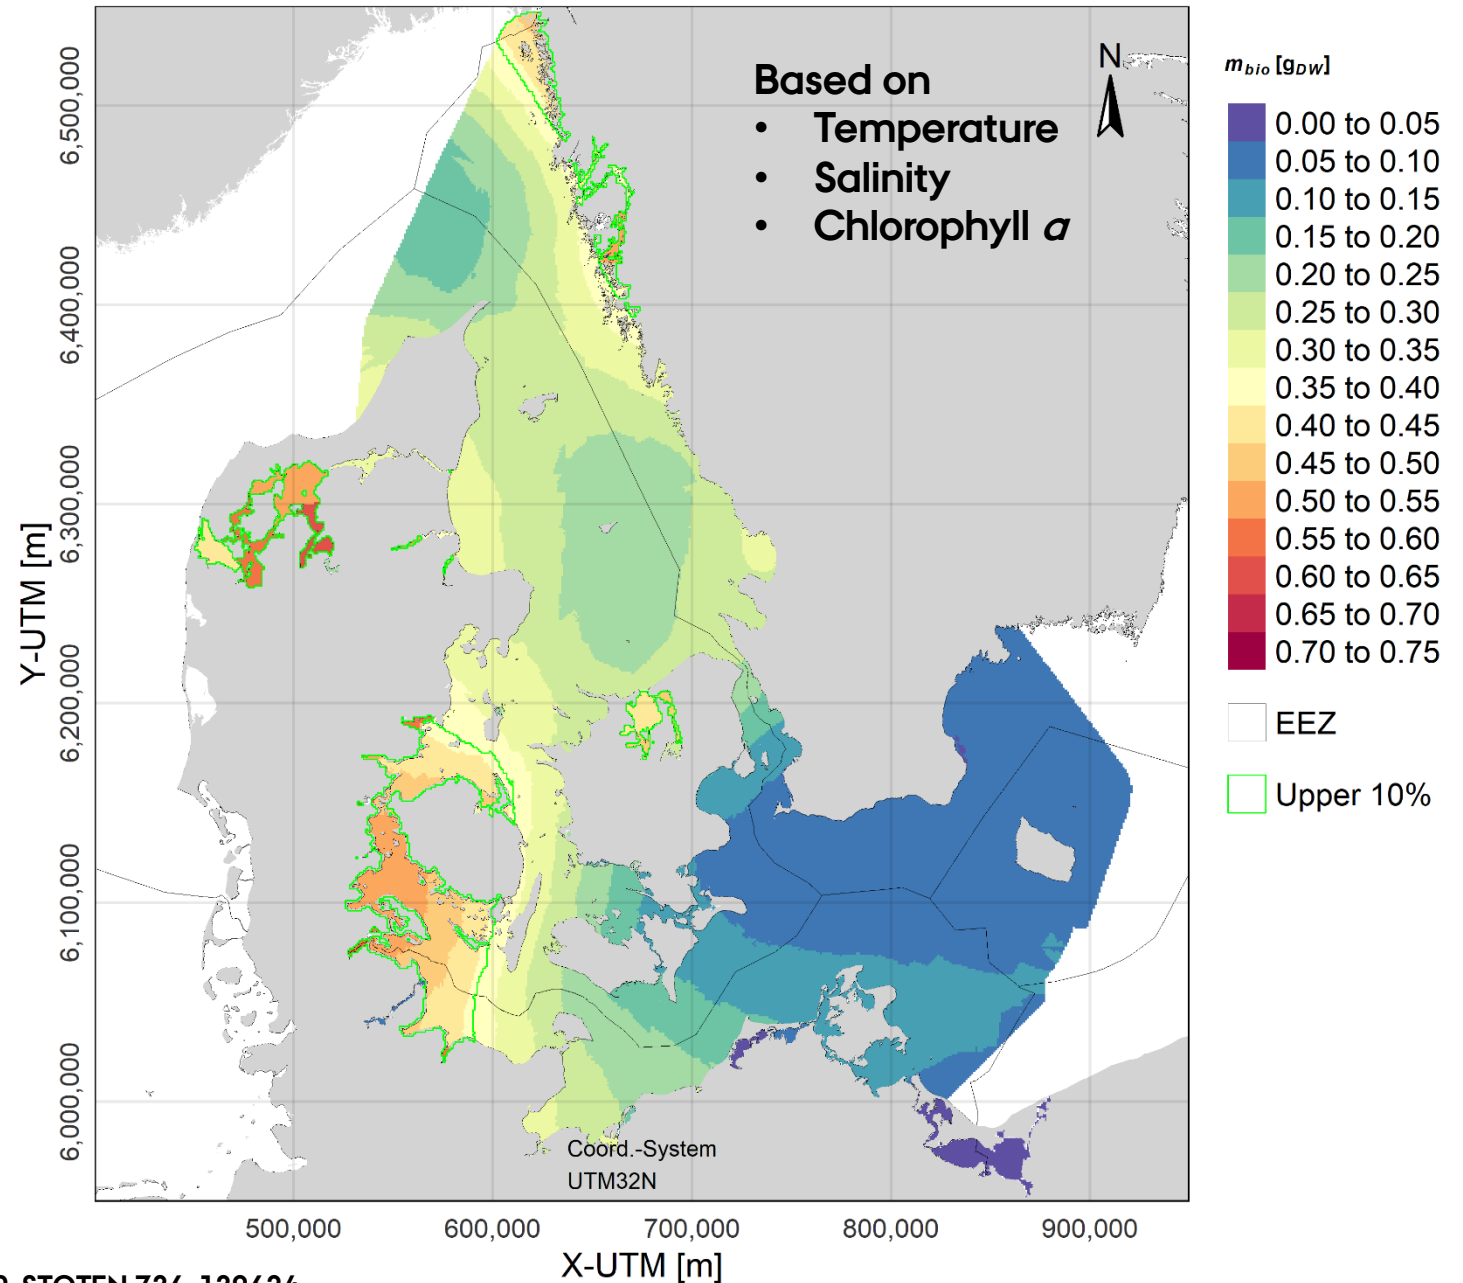 Based on
• Temperature
• Salinity
• Chlorophyll a
N
m_bio [g_DW]
0.00 to 0.05
0.05 to 0.10
0.10 to 0.15
0.15 to 0.20
0.20 to 0.25
0.25 to 0.30
0.30 to 0.35
0.35 to 0.40
0.40 to 0.45
0.45 to 0.50
0.50 to 0.55
0.55 to 0.60
0.60 to 0.65
0.65 to 0.70
0.70 to 0.75
EEZ
Upper 10%
Y-UTM [m]
6,500,000
6,400,000
6,300,000
6,200,000
6,100,000
6,000,000
Coord.-System
UTM32N
500,000 600,000 700,000 800,000 900,000
X-UTM [m]